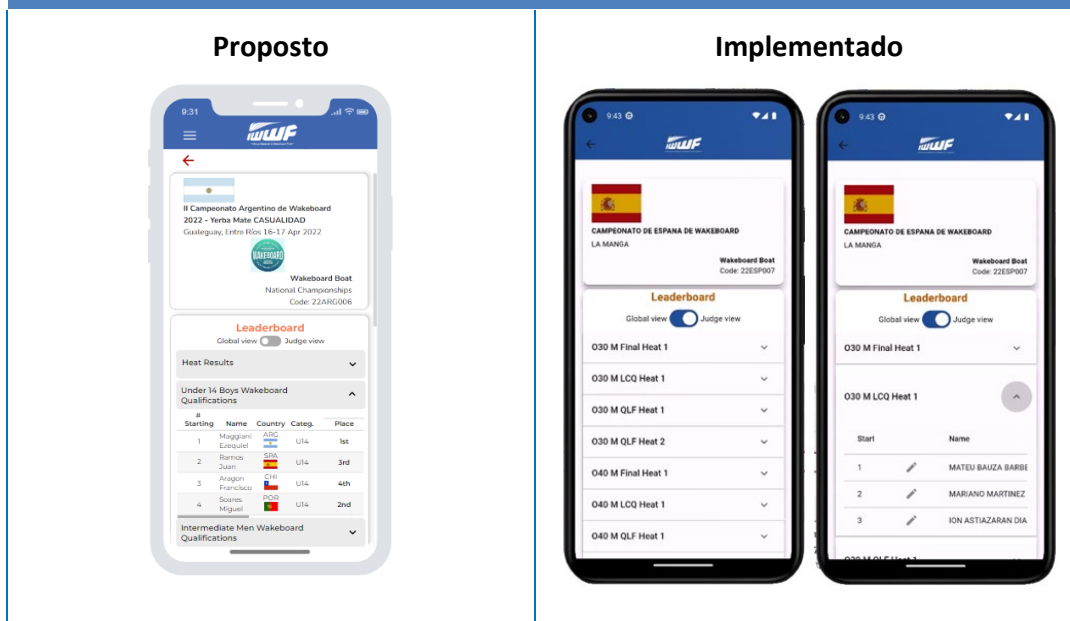 Proposto
Implementado
9:31
IWWF
II Campeonato Argentino de Wakeboard
2022 - Yerba Mate CASUALIDAD
Gualeguay, Entre Ríos 16-17 Apr 2022
WAKEBOARD
Wakeboard Boat
National Championships
Code: 22ARG006
Leaderboard
Global view Judge view
Heat Results
Under 14 Boys Wakeboard
Qualifications
#
Starting Name Country Categ. Place
1 Maggiani Ezequiel ARG U14 1st
2 Ramos Juan SPA U14 3rd
3 Aragon Francisco CHI U14 4th
4 Soares Miguel POR U14 2nd
Intermediate Men Wakeboard
Qualifications
9:43
IWWF
CAMPEONATO DE ESPANA DE WAKEBOARD
LA MANGA
Wakeboard Boat
Code: 22ESP007
Leaderboard
Global view Judge view
O30 M Final Heat 1
O30 M LCQ Heat 1
O30 M QLF Heat 1
O30 M QLF Heat 2
O40 M Final Heat 1
O40 M LCQ Heat 1
O40 M QLF Heat 1
9:43
IWWF
CAMPEONATO DE ESPANA DE WAKEBOARD
LA MANGA
Wakeboard Boat
Code: 22ESP007
Leaderboard
Global view Judge view
O30 M Final Heat 1
O30 M LCQ Heat 1
Start Name
1 MATEU BAUZA BARBE
2 MARIANO MARTINEZ
3 ION ASTIAZARAN DIA
O30 M QLF Heat 1